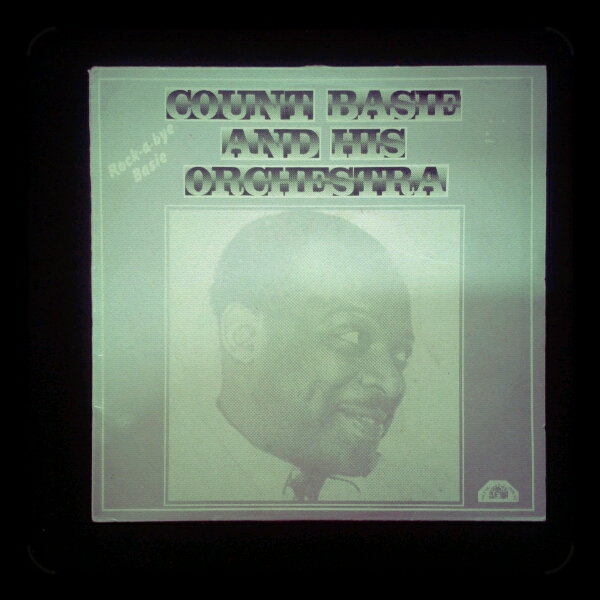 COUNT BASIE
AND HIS
ORCHESTRA
Rock-a-bye
Basie